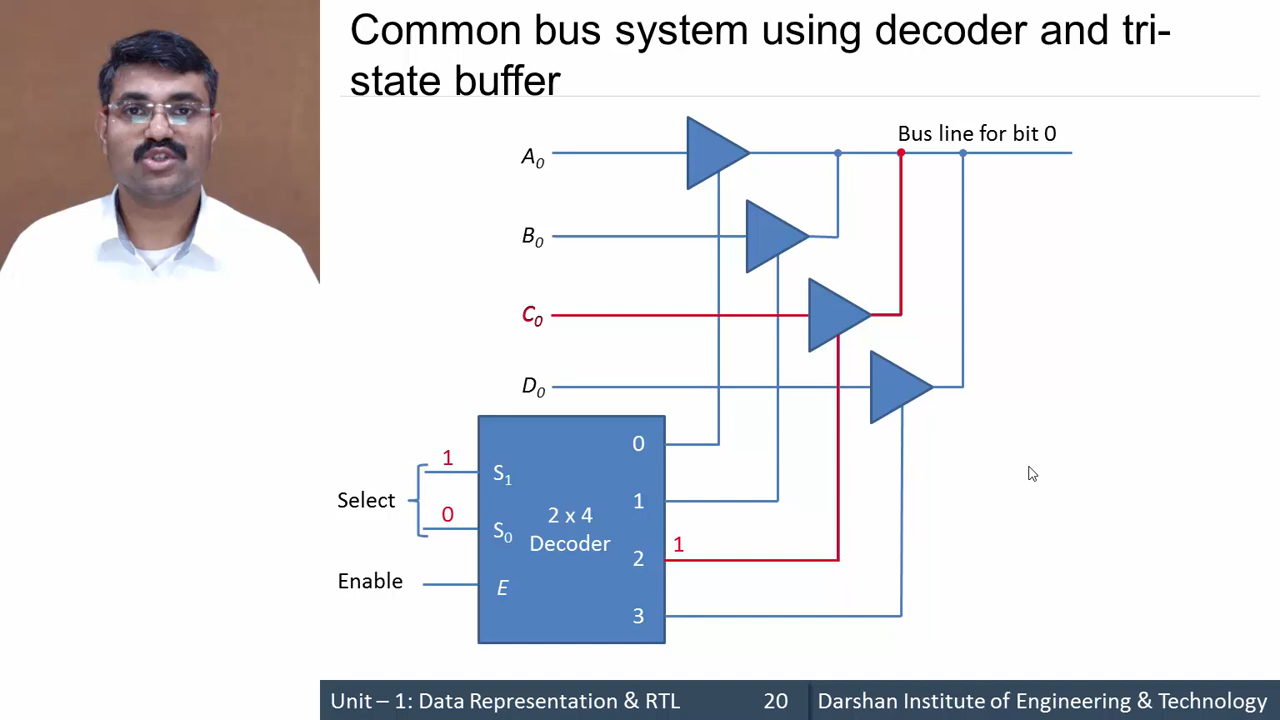 Common bus system using decoder and tri-
state buffer
Bus line for bit 0
A0
B0
C0
D0
Select
1
0
Enable
S1
S0
E
2 x 4
Decoder
0
1
2
3
1
Unit – 1: Data Representation & RTL
20
Darshan Institute of Engineering & Technology